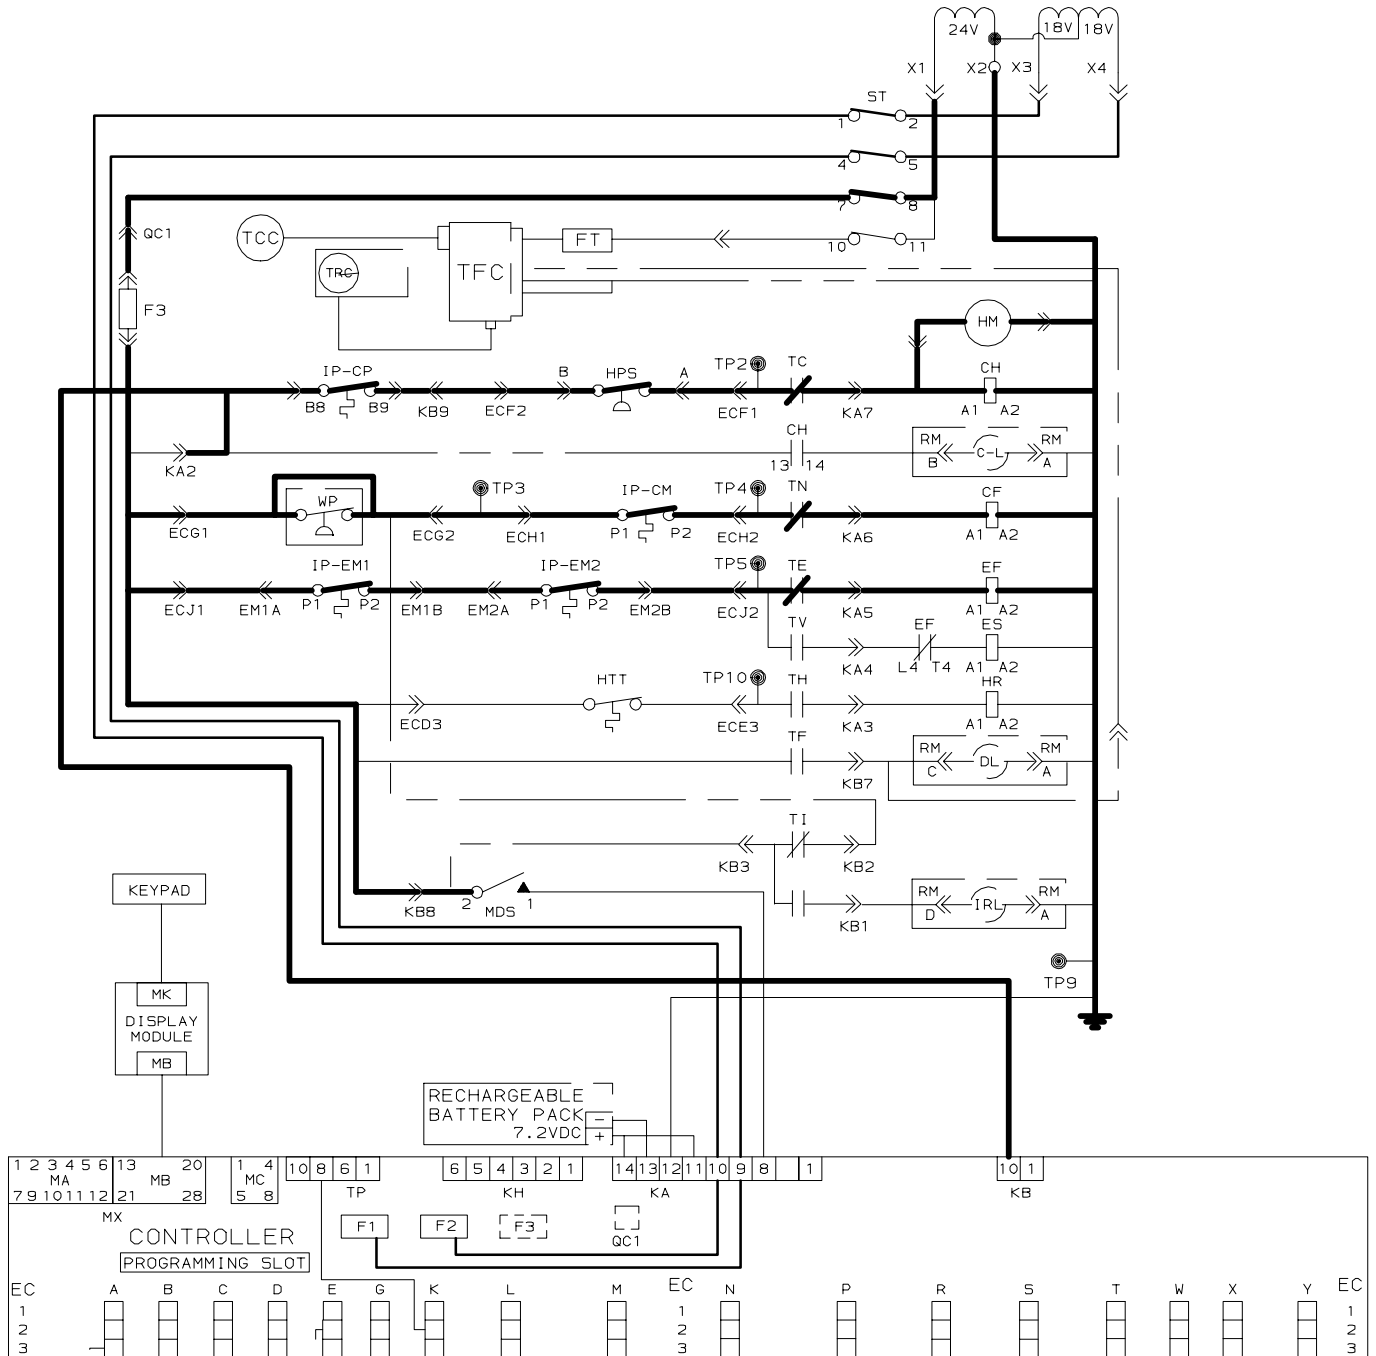 24V 18V 18V
X1 X2 X3 X4
ST
1 2
4 5
7 8
QC1 TCC FT 10 11
TRC TFC
F3 HM
IP-CP B HPS A TP2 TC CH
B8 B9 KB9 ECF2 ECF1 KA7 A1 A2
CH RM RM
KA2 13 14 B C-L A
WP TP3 IP-CM TP4 TN CF
ECG1 ECG2 ECH1 P1 P2 ECH2 KA6 A1 A2
IP-EM1 IP-EM2 TP5 TE EF
ECJ1 EM1A P1 P2 EM1B EM2A P1 P2 EM2B ECJ2 KA5 A1 A2
TV EF ES
KA4 L4 T4 A1 A2
HTT TP10 TH HR
ECD3 ECE3 KA3 A1 A2
TF RM RM
KB7 C DL A
TI
KB3 KB2
KEYPAD
KB8 2 MDS 1
RM RM
KB1 D IRL A
TP9
MK
DISPLAY
MODULE
MB
RECHARGEABLE
BATTERY PACK -
7.2VDC +
1 2 3 4 5 6 13 20 1 4 10 8 6 1 6 5 4 3 2 1 14 13 12 11 10 9 8 1 10 1
MA MB MC TP KH KA KB
7 9 10 11 12 21 28 5 8
MX
F1 F2 F3 QC1
CONTROLLER
PROGRAMMING SLOT
EC A B C D E G K L M EC N P R S T W X Y EC
1 1 1
2 2 2
3 3 3